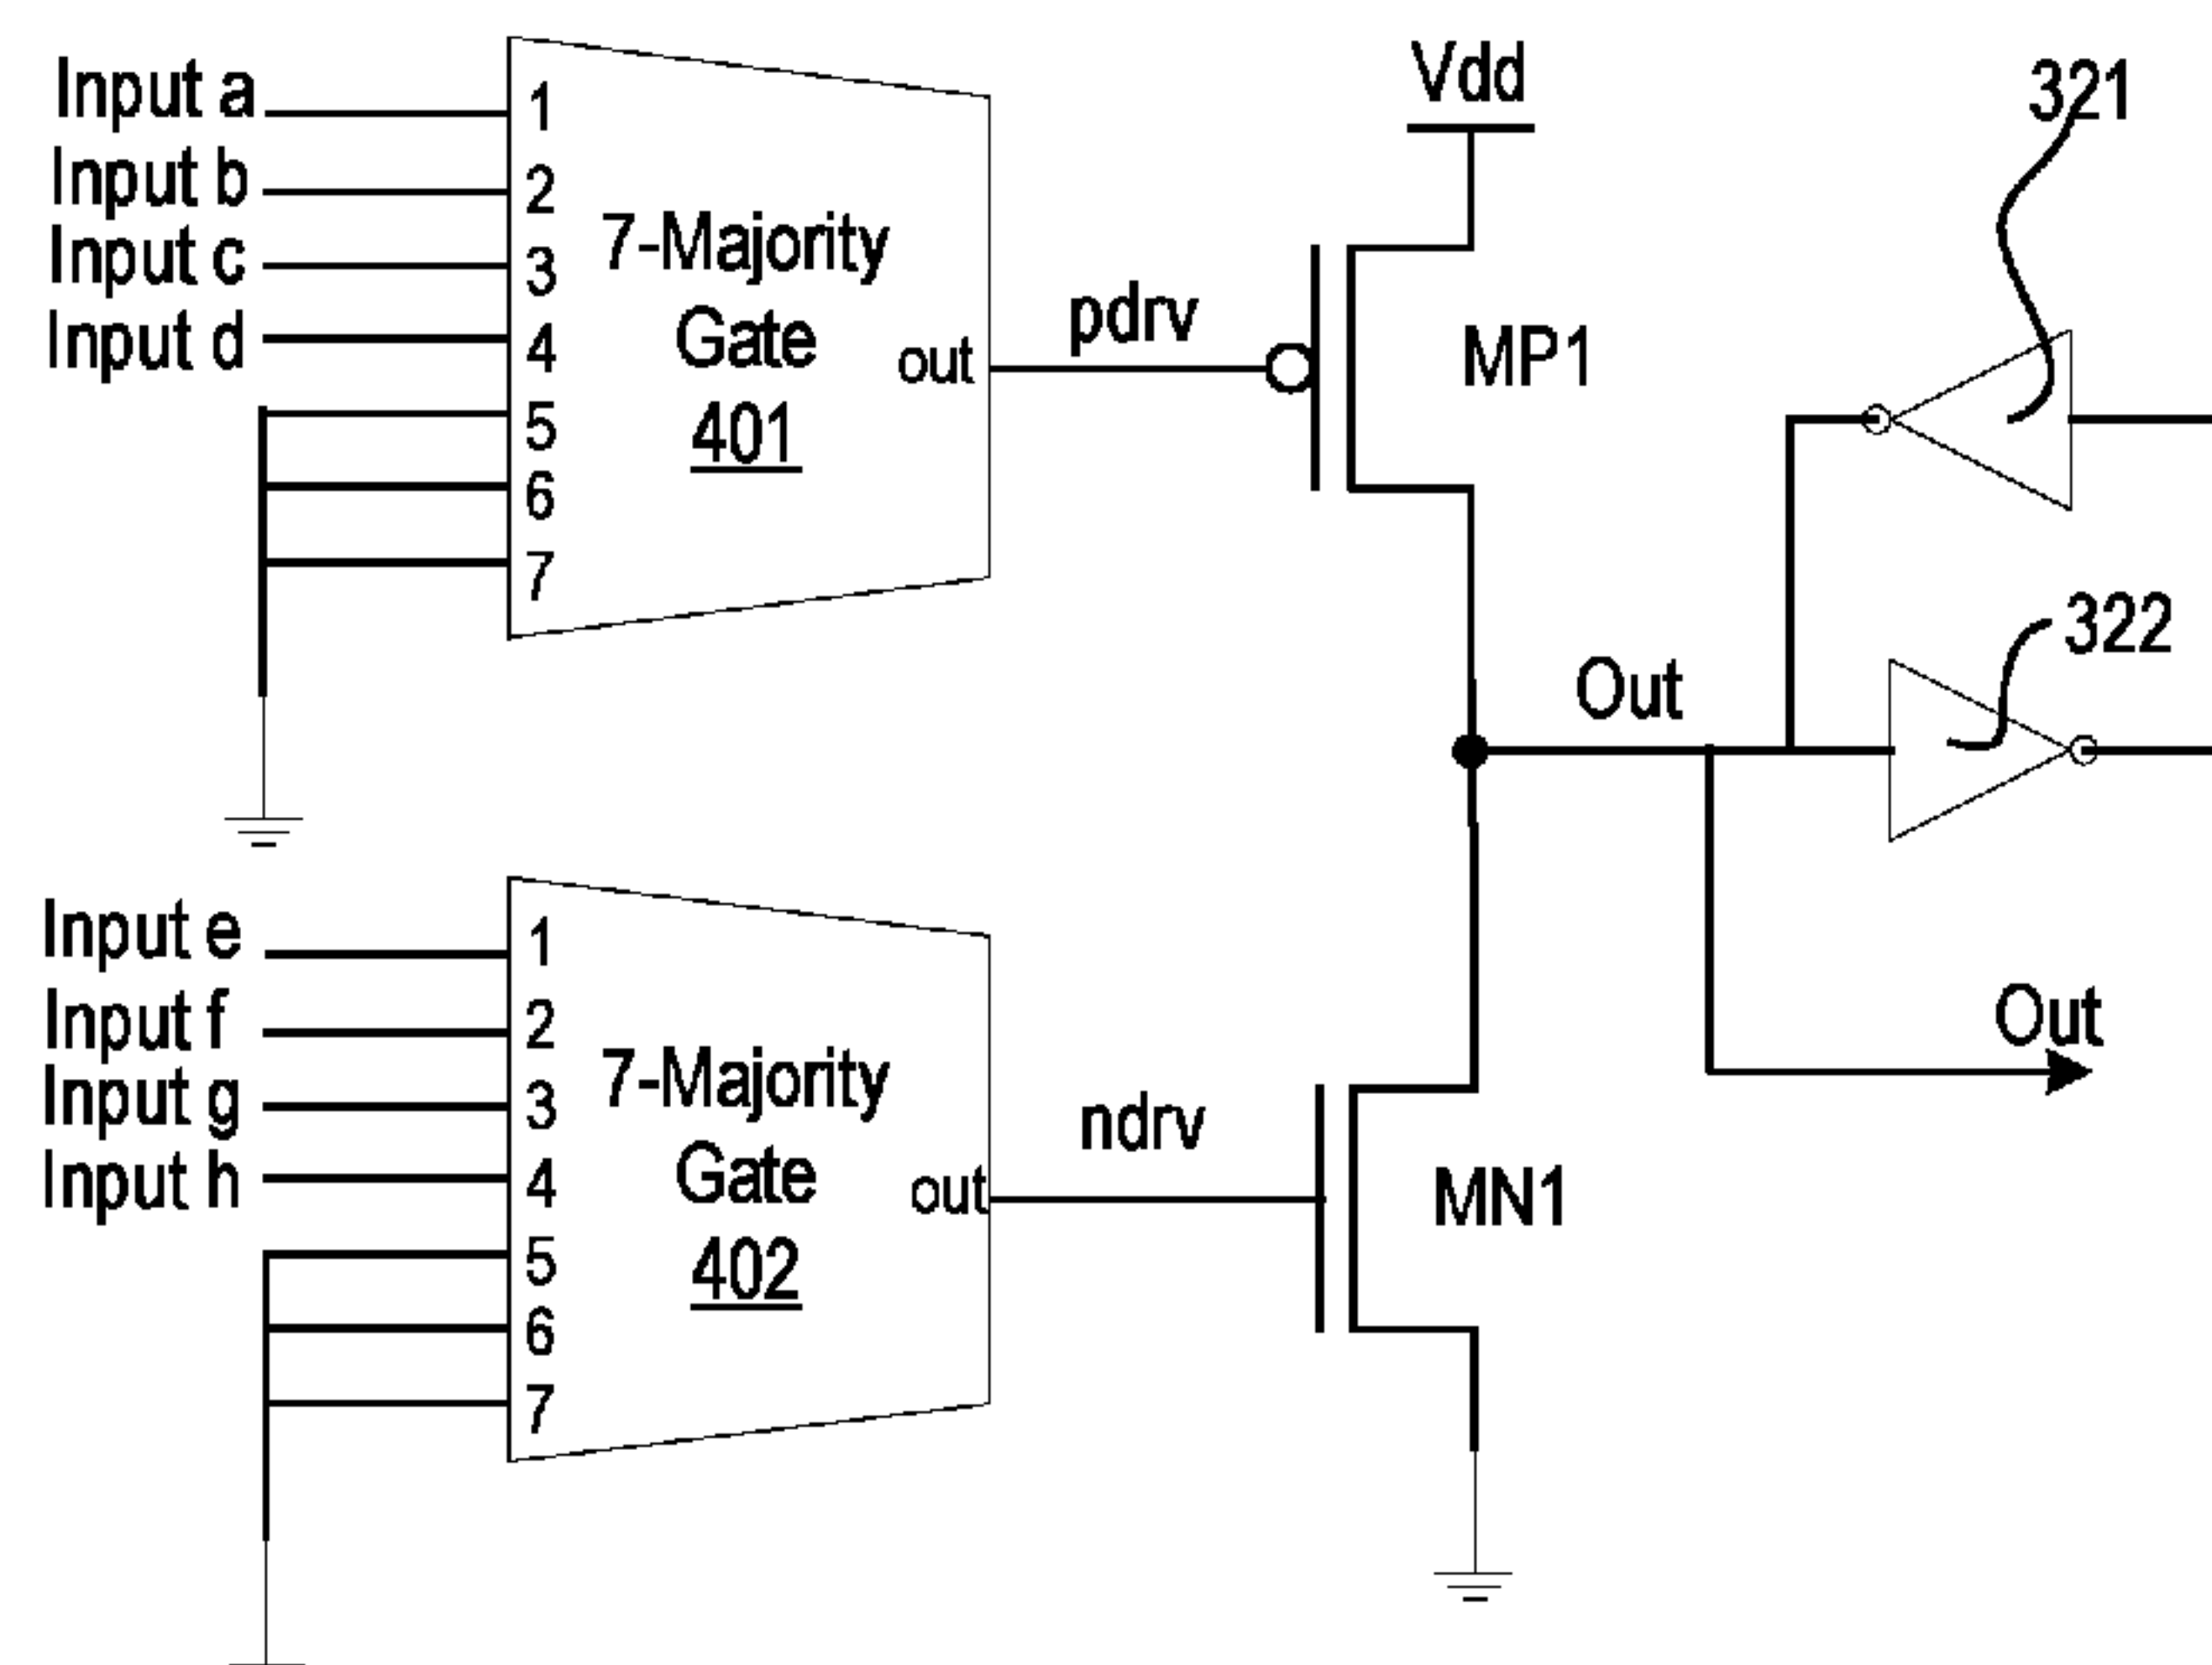 Input a
Input b
Input c
Input d
1
2
3
4
5
6
7
7-Majority
Gate
401
out
pdrv
Vdd
MP1
321
322
Out
Out
Input e
Input f
Input g
Input h
1
2
3
4
5
6
7
7-Majority
Gate
402
out
ndrv
MN1